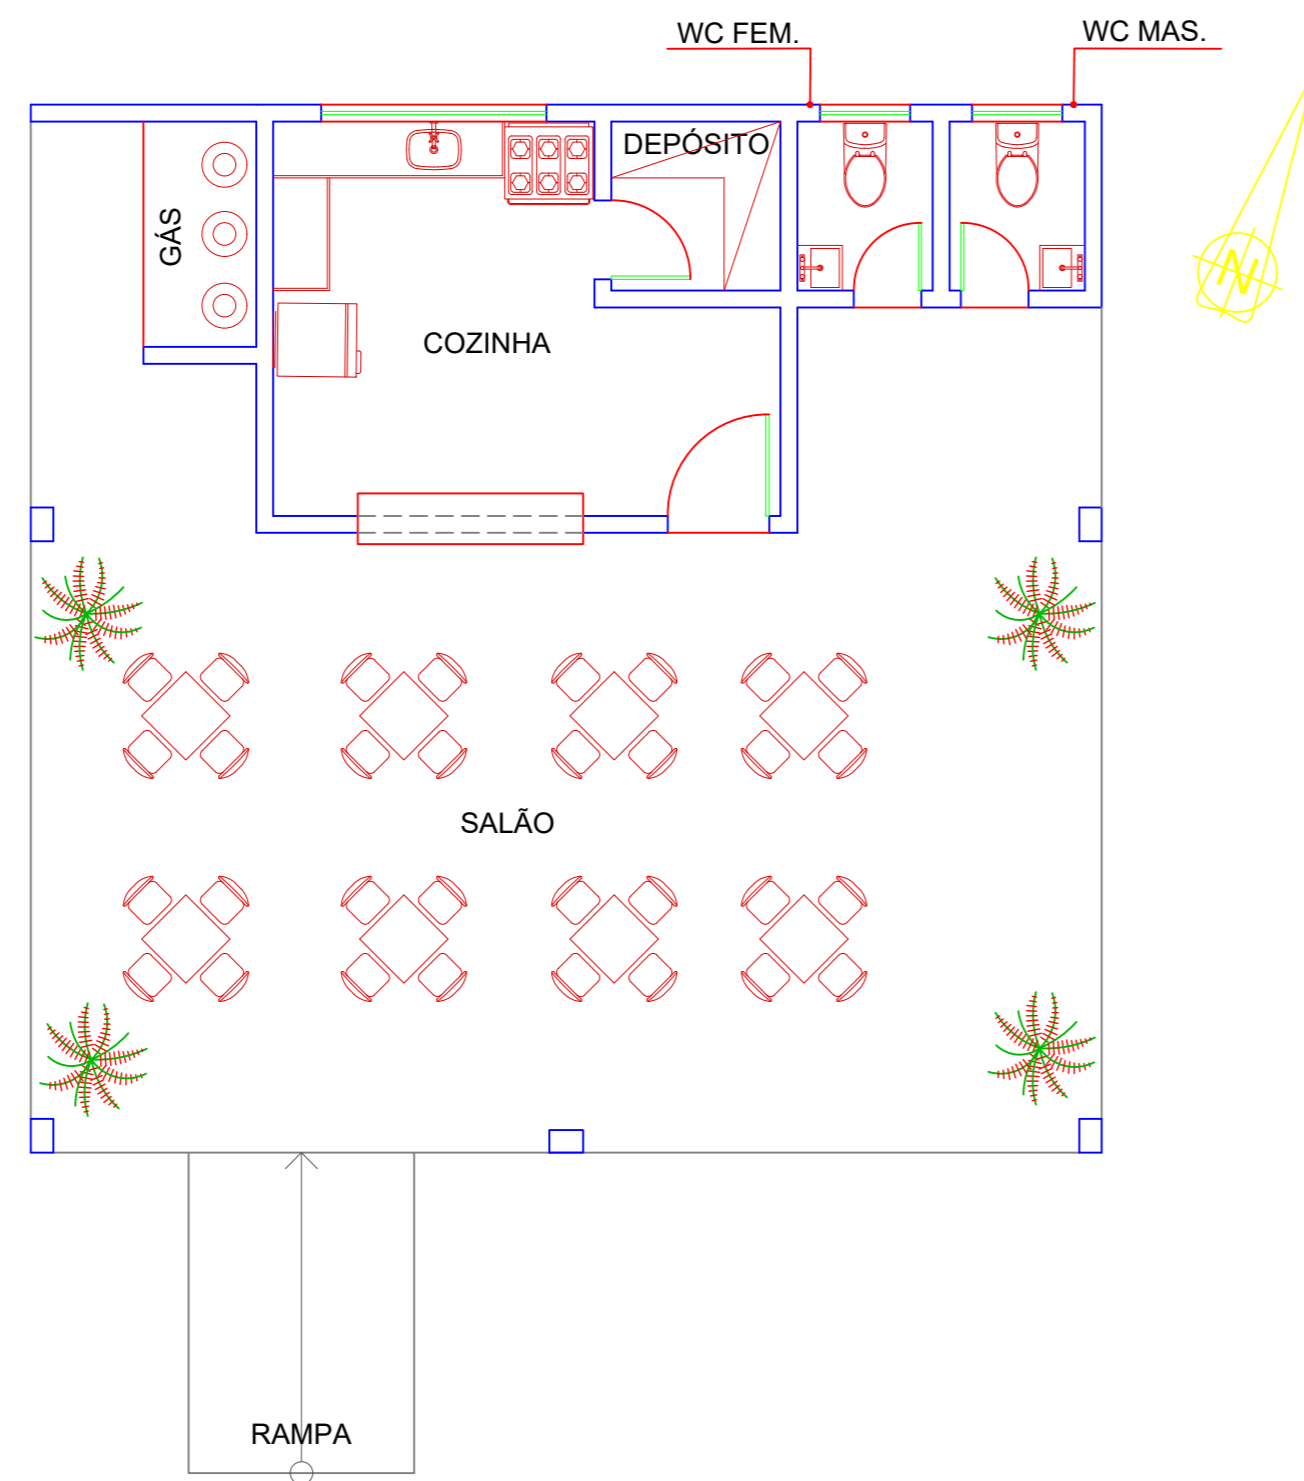 WC FEM.
WC MAS.
DEPÓSITO
GÁS
COZINHA
N
SALÃO
RAMPA